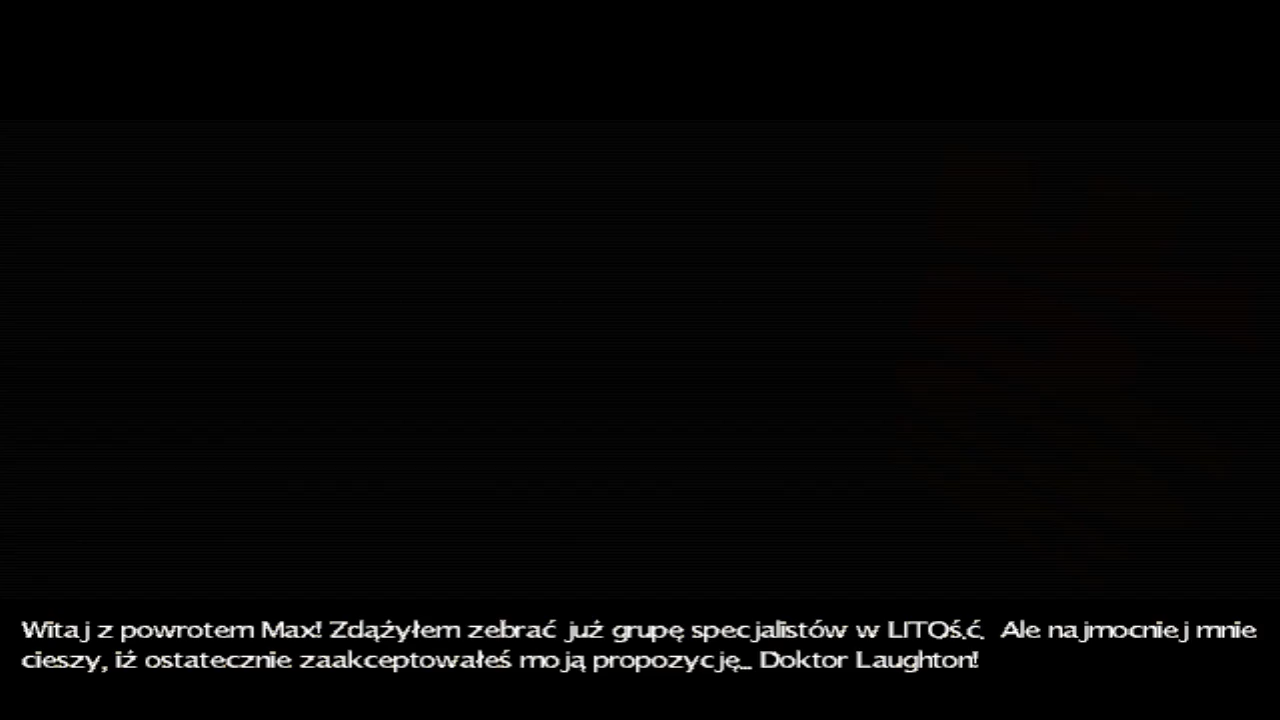 Witaj z powrotem Max! Zdążyłem zebrać już grupę specjalistów w LITOś.ć.  Ale najmocniej mnie
cieszy, iż ostatecznie zaakceptowałeś moją propozycję... Doktor Laughton!